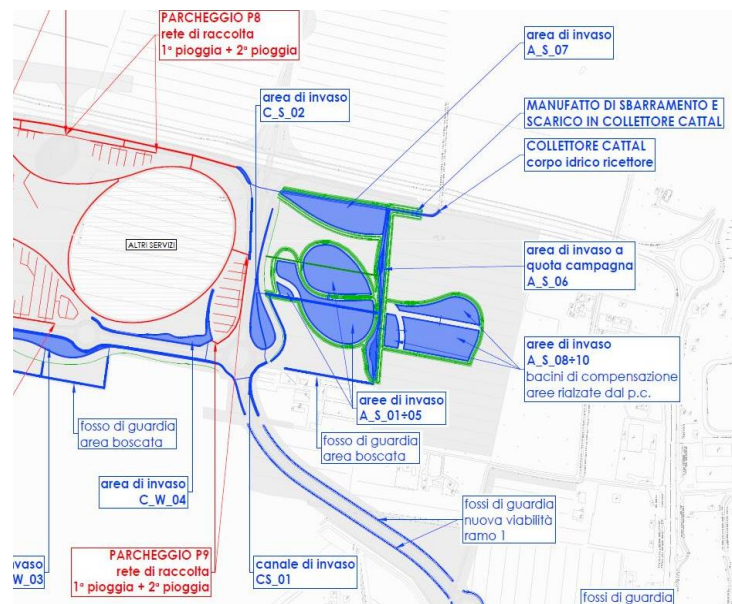 PARCHEGGIO P8
rete di raccolta
1ª pioggia + 2ª pioggia
area di invaso
A_S_07
area di invaso
C_S_02
MANUFATTO DI SBARRAMENTO E
SCARICO IN COLLETTORE CATTAL
COLLETTORE CATTAL
corpo idrico ricettore
ALTRI SERVIZI
area di invaso a
quota campagna
A_S_06
aree di invaso
A_S_08÷10
bacini di compensazione
aree rialzate dal p.c.
aree di invaso
A_S_01÷05
fosso di guardia
area boscata
fosso di guardia
area boscata
area di invaso
C_W_04
fossi di guardia
nuova viabilità
ramo 1
PARCHEGGIO P9
rete di raccolta
1ª pioggia + 2ª pioggia
canale di invaso
CS_01
nvaso
W_03
fossi di guardia